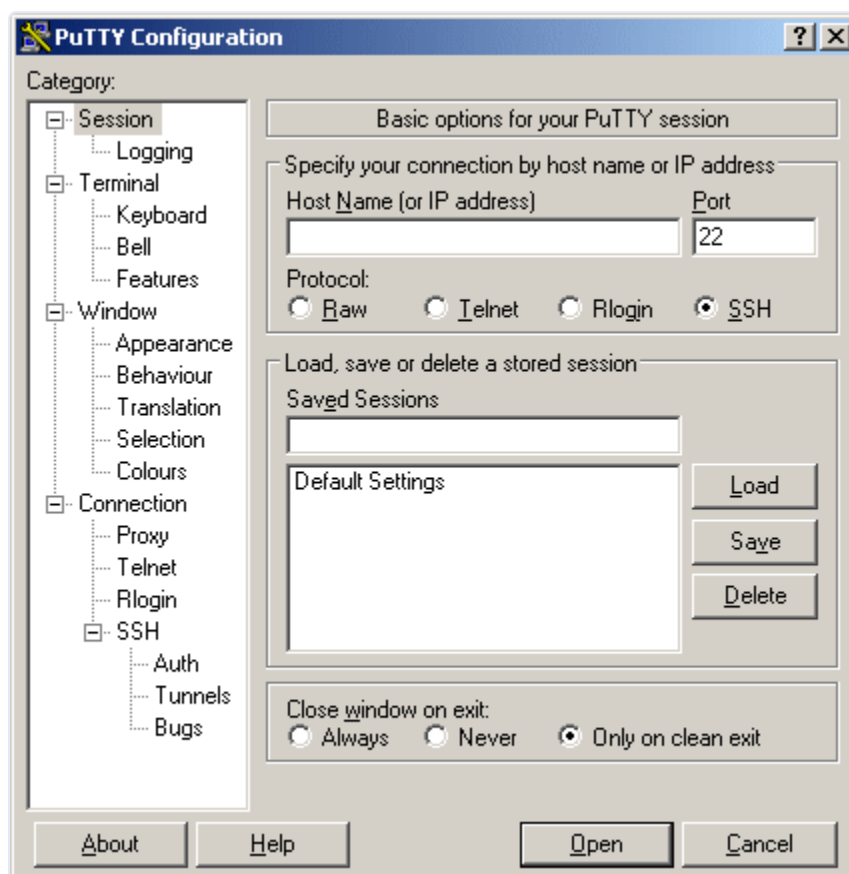 PuTTY Configuration
Category:
Session
Logging
Terminal
Keyboard
Bell
Features
Window
Appearance
Behaviour
Translation
Selection
Colours
Connection
Proxy
Telnet
Rlogin
SSH
Auth
Tunnels
Bugs
Basic options for your PuTTY session
Specify your connection by host name or IP address
Host Name (or IP address) Port
22
Protocol:
Raw Telnet Rlogin SSH
Load, save or delete a stored session
Saved Sessions
Default Settings
Load
Save
Delete
Close window on exit:
Always Never Only on clean exit
About Help Open Cancel